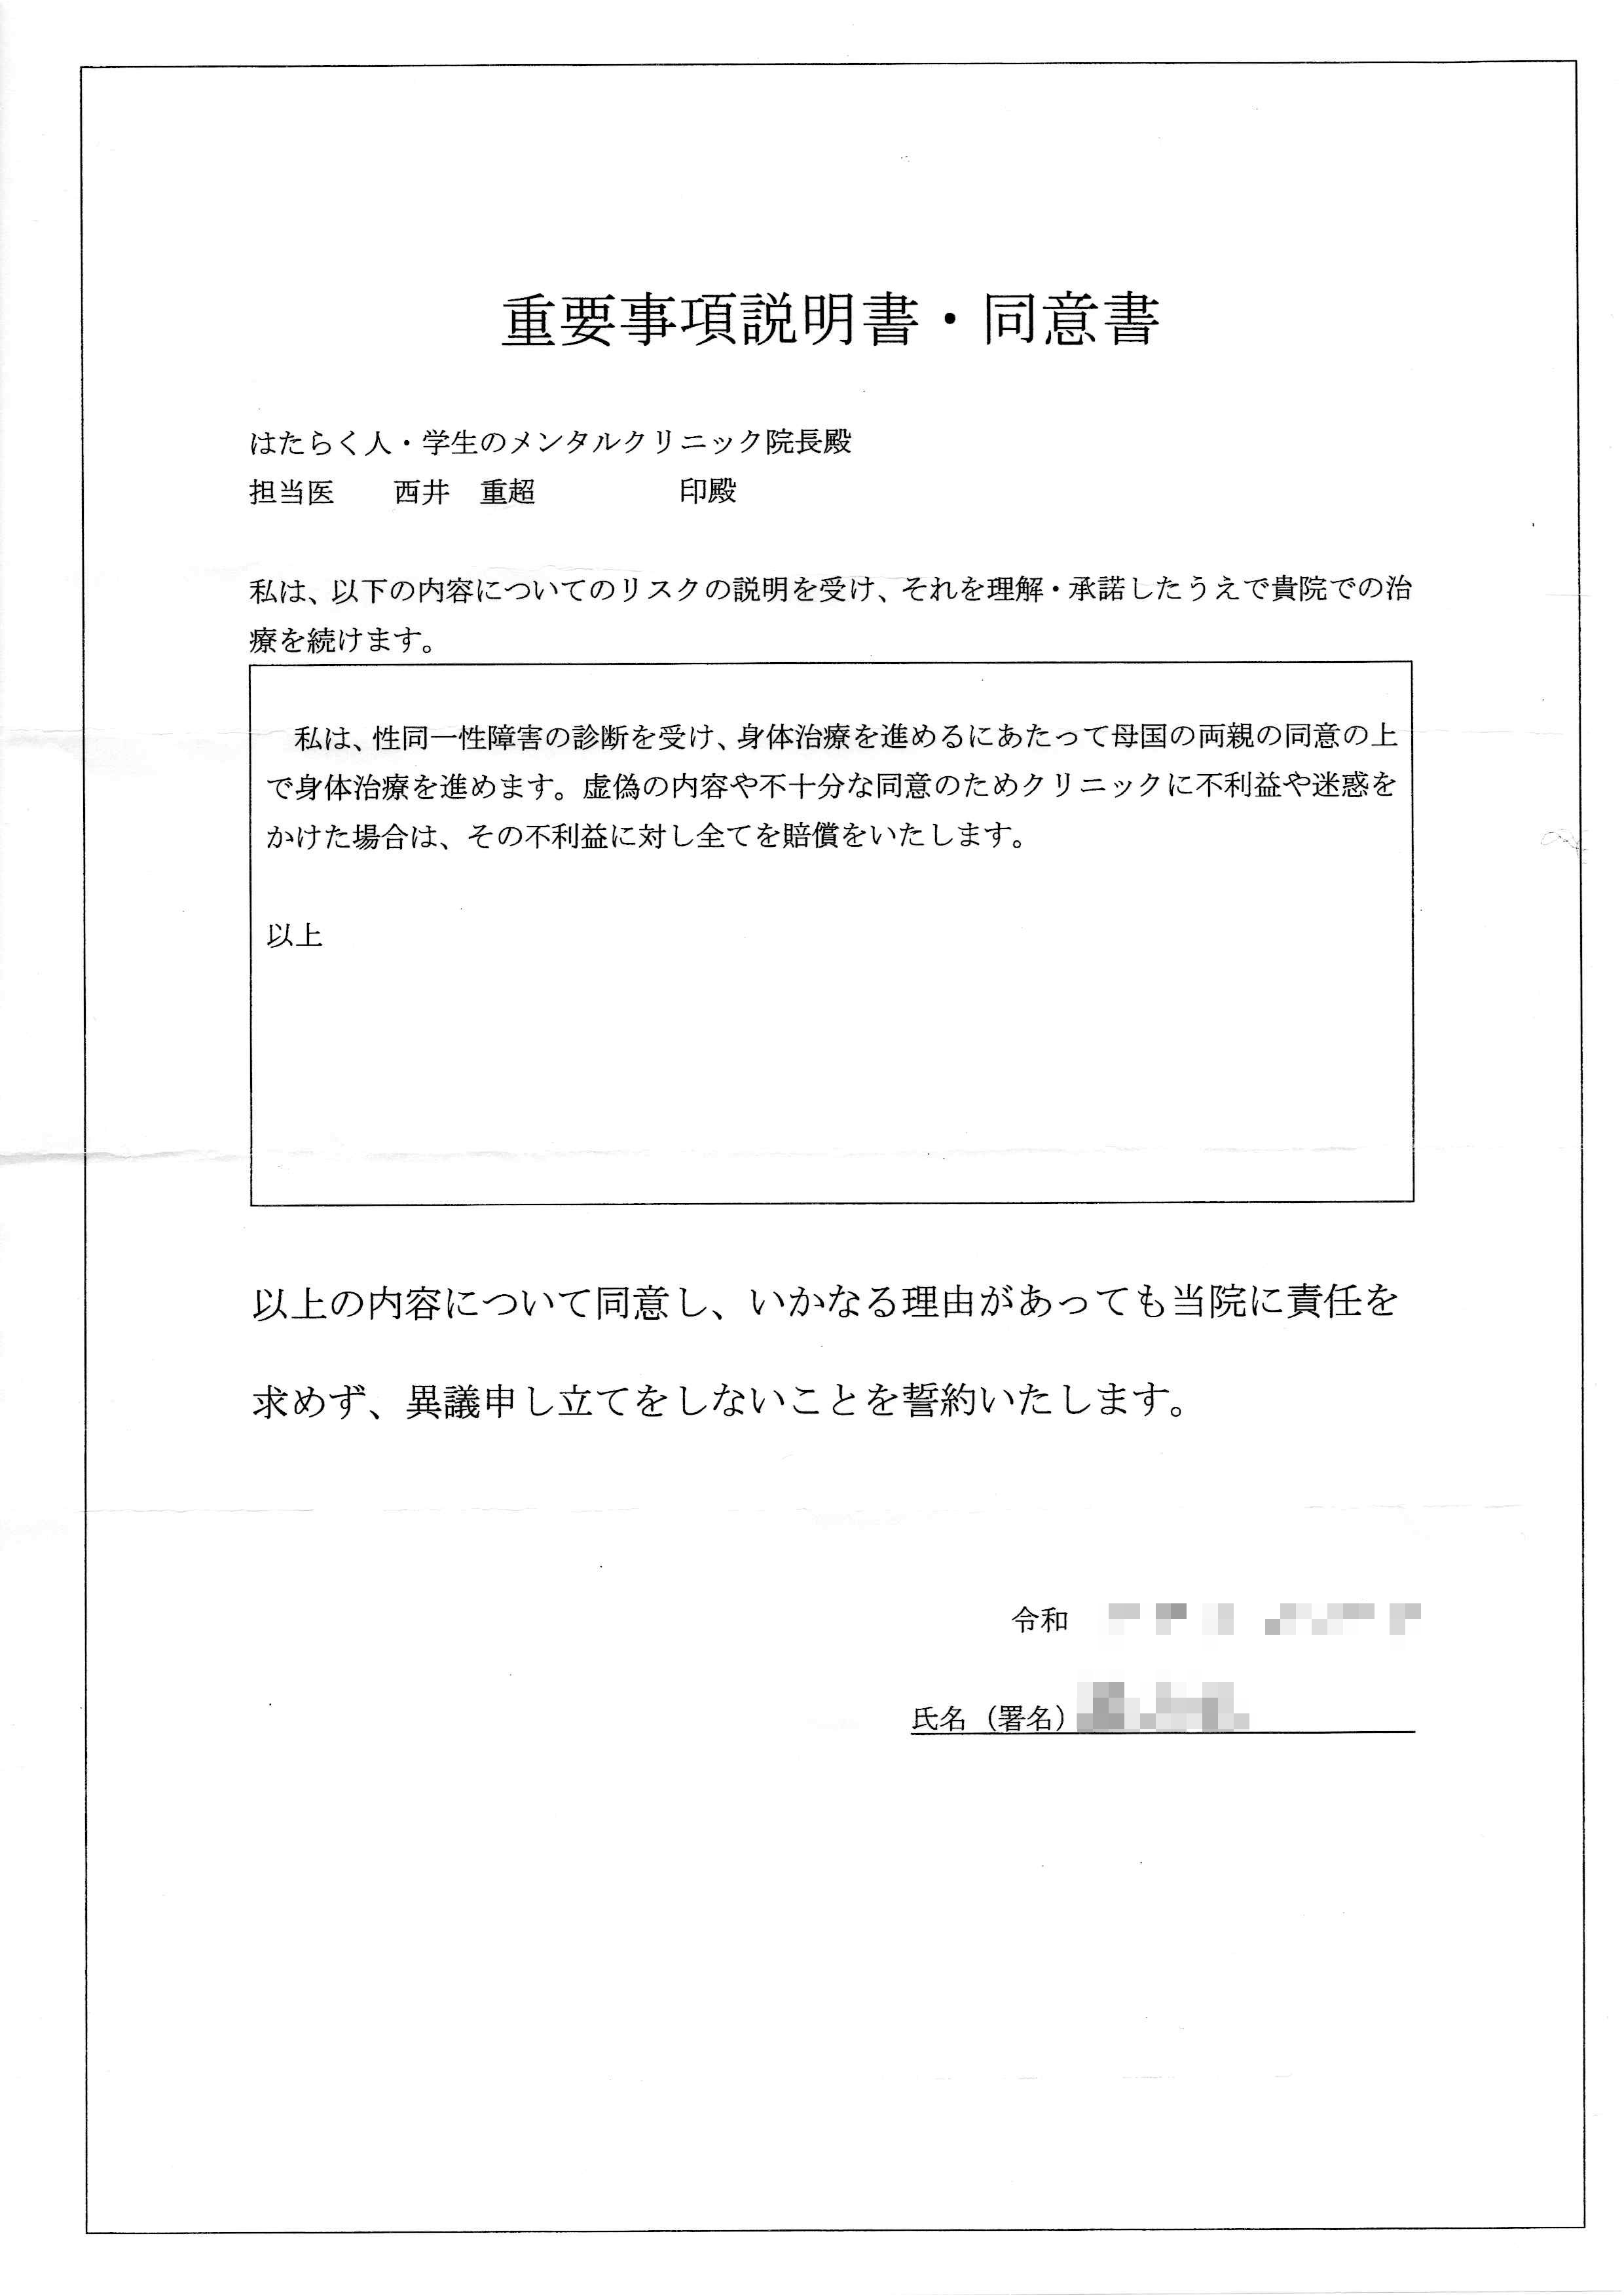 重要事項説明書・同意書
はたらく人・学生のメンタルクリニック院長殿
担当医　　西井　重超　　　　　印殿
私は、以下の内容についてのリスクの説明を受け、それを理解・承諾したうえで貴院での治
療を続けます。
私は、性同一性障害の診断を受け、身体治療を進めるにあたって母国の両親の同意の上
で身体治療を進めます。虚偽の内容や不十分な同意のためクリニックに不利益や迷惑を
かけた場合は、その不利益に対し全てを賠償をいたします。
以上
以上の内容について同意し、いかなる理由があっても当院に責任を
求めず、異議申し立てをしないことを誓約いたします。
令和
氏名（署名）